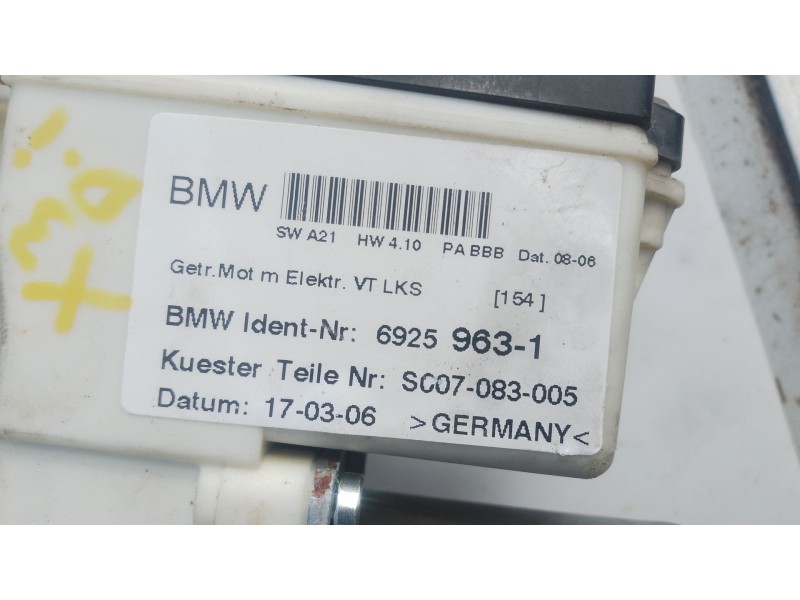 BMW
SW A21 HW 4.10 PA BBB Dat. 08-06
Getr.Mot m Elektr. VT LKS [154]
BMW Ident-Nr: 6925 963-1
Kuester Teile Nr: SC07-083-005
Datum: 17-03-06 >GERMANY<